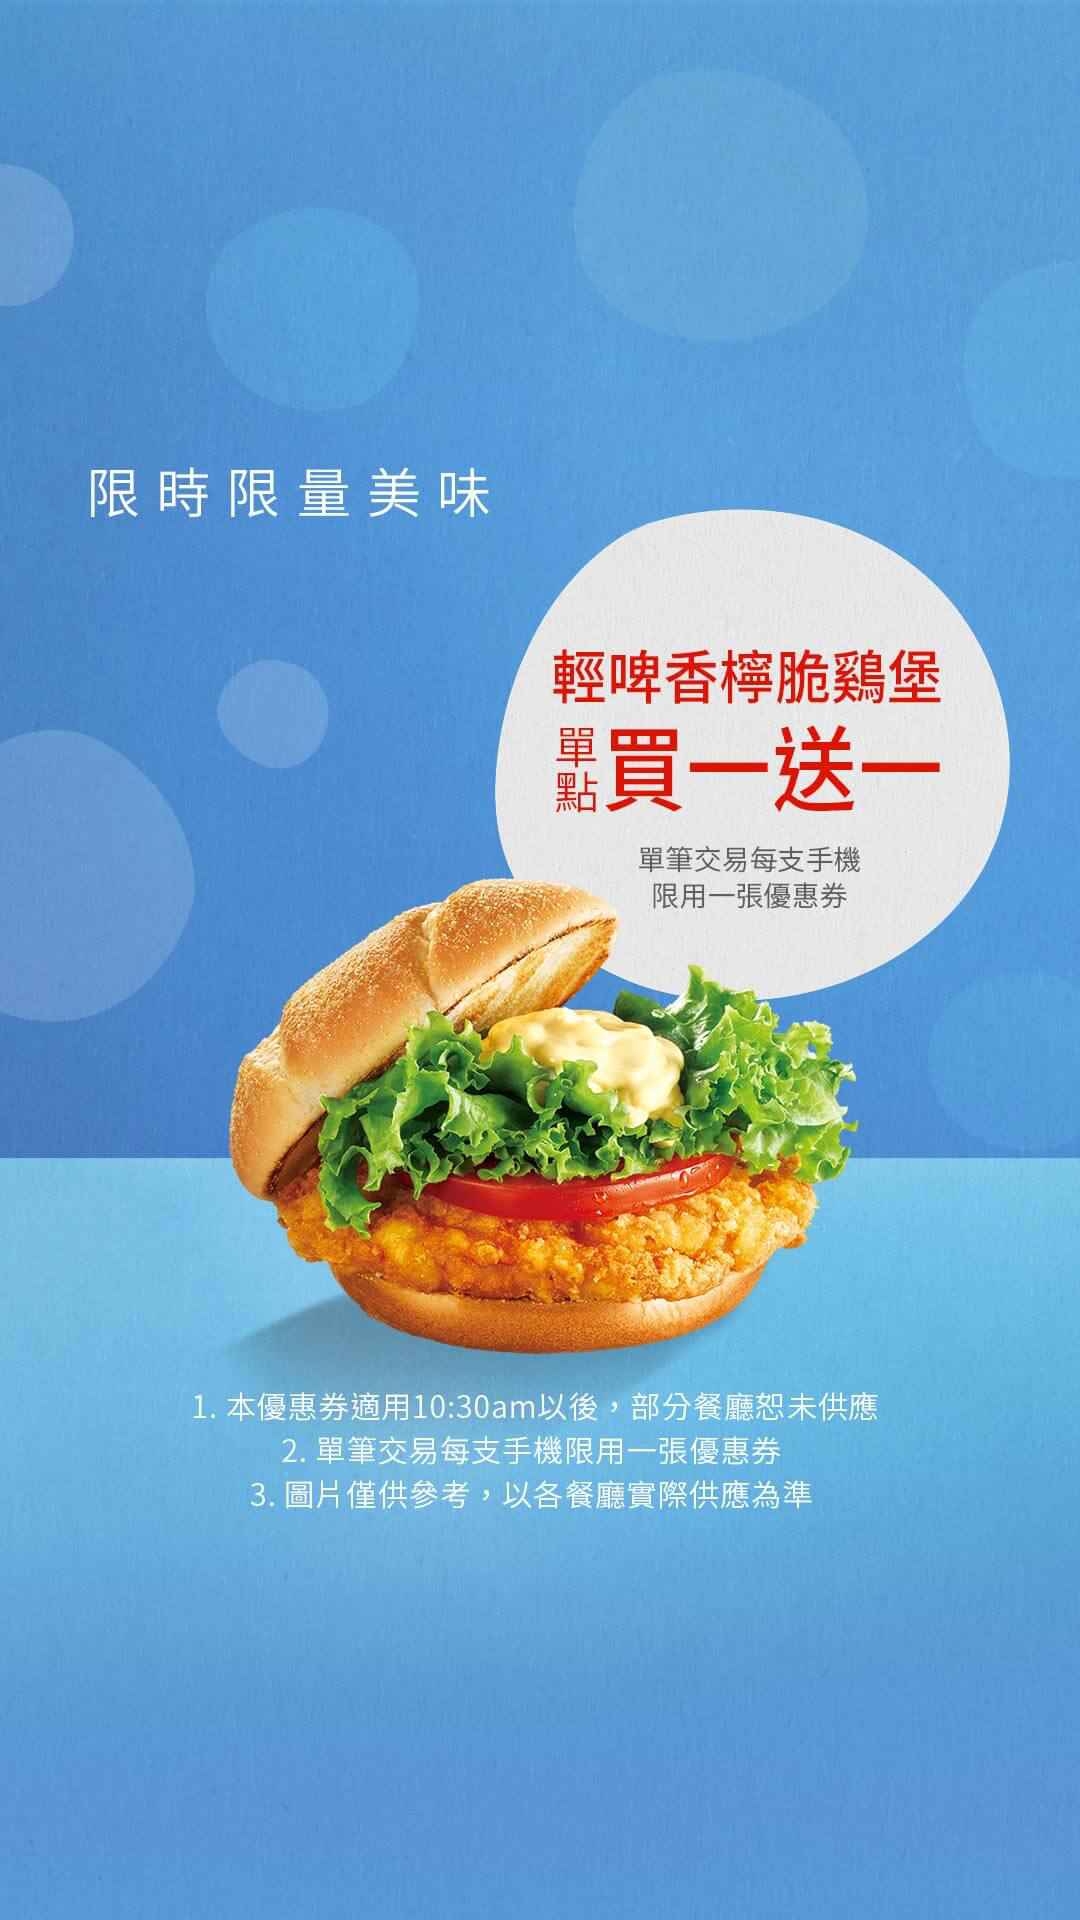 限時限量美味
輕啤香檸脆鷄堡
單點買一送一
單筆交易每支手機
限用一張優惠券
1. 本優惠券適用10:30am以後，部分餐廳恕未供應
2. 單筆交易每支手機限用一張優惠券
3. 圖片僅供參考，以各餐廳實際供應為準